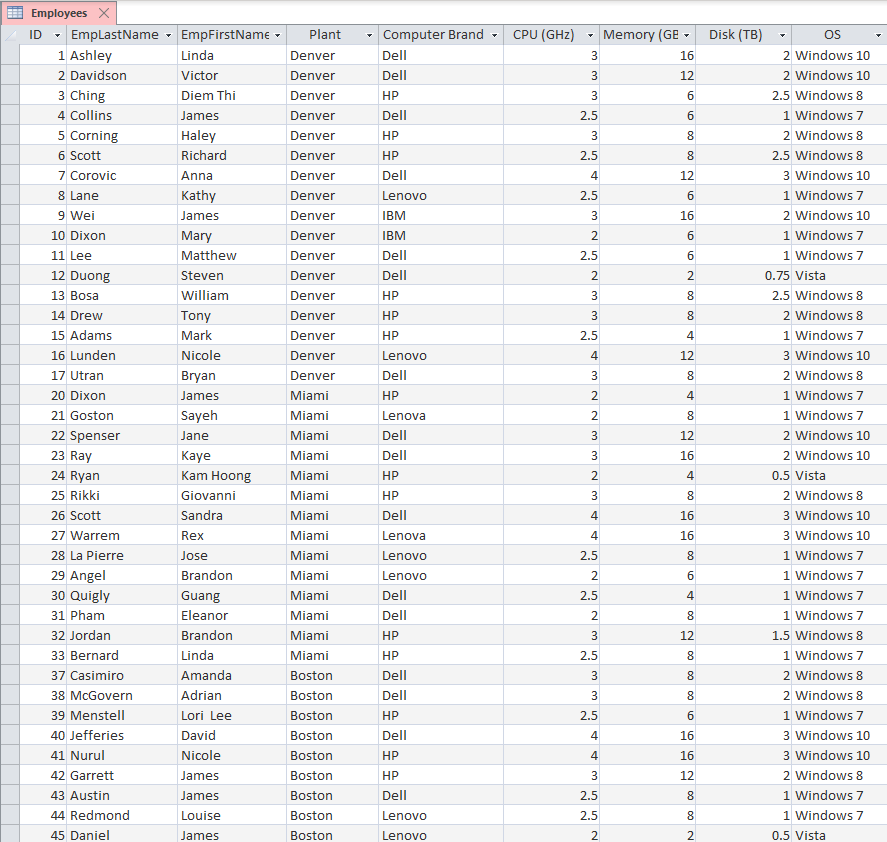 Employees
ID EmpLastName EmpFirstName Plant Computer Brand CPU (GHz) Memory (GB Disk (TB) OS
1 Ashley Linda Denver Dell 3 16 2 Windows 10
2 Davidson Victor Denver Dell 3 12 2 Windows 10
3 Ching Diem Thi Denver HP 3 6 2.5 Windows 8
4 Collins James Denver Dell 2.5 6 1 Windows 7
5 Corning Haley Denver HP 3 8 2 Windows 8
6 Scott Richard Denver HP 2.5 8 2.5 Windows 8
7 Corovic Anna Denver Dell 4 12 3 Windows 10
8 Lane Kathy Denver Lenovo 2.5 6 1 Windows 7
9 Wei James Denver IBM 3 16 2 Windows 10
10 Dixon Mary Denver IBM 2 6 1 Windows 7
11 Lee Matthew Denver Dell 2.5 6 1 Windows 7
12 Duong Steven Denver Dell 2 2 0.75 Vista
13 Bosa William Denver HP 3 8 2.5 Windows 8
14 Drew Tony Denver HP 3 8 2 Windows 8
15 Adams Mark Denver HP 2.5 4 1 Windows 7
16 Lunden Nicole Denver Lenovo 4 12 3 Windows 10
17 Utran Bryan Denver Dell 3 8 2 Windows 8
20 Dixon James Miami HP 2 4 1 Windows 7
21 Goston Sayeh Miami Lenova 2 8 1 Windows 7
22 Spenser Jane Miami Dell 3 12 2 Windows 10
23 Ray Kaye Miami Dell 3 16 2 Windows 10
24 Ryan Kam Hoong Miami HP 2 4 0.5 Vista
25 Rikki Giovanni Miami HP 3 8 2 Windows 8
26 Scott Sandra Miami Dell 4 16 3 Windows 10
27 Warrem Rex Miami Lenova 4 16 3 Windows 10
28 La Pierre Jose Miami Lenovo 2.5 8 1 Windows 7
29 Angel Brandon Miami Lenovo 2 6 1 Windows 7
30 Quigly Guang Miami Dell 2.5 4 1 Windows 7
31 Pham Eleanor Miami Dell 2 8 1 Windows 7
32 Jordan Brandon Miami HP 3 12 1.5 Windows 8
33 Bernard Linda Miami HP 2.5 8 1 Windows 7
37 Casimiro Amanda Boston Dell 3 8 2 Windows 8
38 McGovern Adrian Boston Dell 3 8 2 Windows 8
39 Menstell Lori  Lee Boston HP 2.5 6 1 Windows 7
40 Jefferies David Boston Dell 4 16 3 Windows 10
41 Nurul Nicole Boston HP 4 16 3 Windows 10
42 Garrett James Boston HP 3 12 2 Windows 8
43 Austin James Boston Dell 2.5 8 1 Windows 7
44 Redmond Louise Boston Lenovo 2.5 8 1 Windows 7
45 Daniel James Boston Lenovo 2 2 0.5 Vista